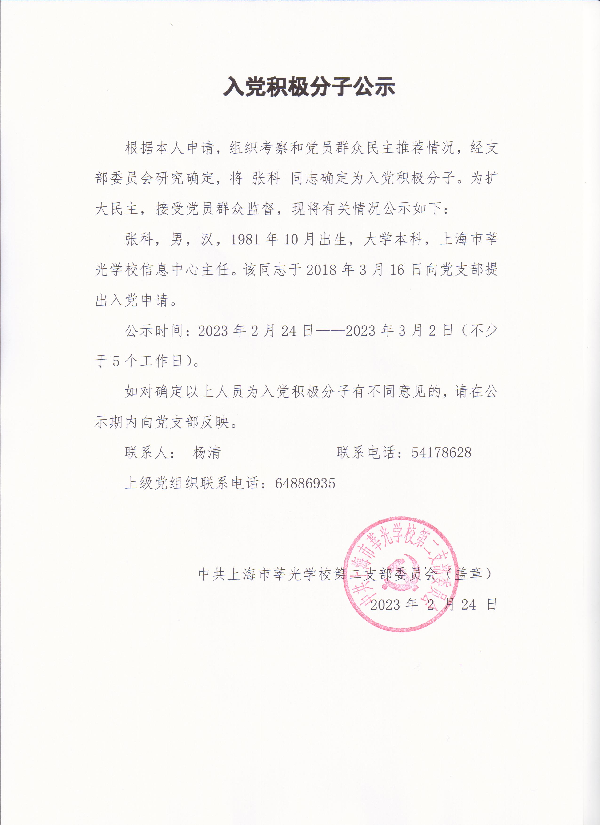 入党积极分子公示
根据本人申请，组织考察和党员群众民主推荐情况，经支
部委员会研究确定，将 张科 同志确定为入党积极分子。为扩
大民主，接受党员群众监督，现将有关情况公示如下：
张科，男，汉，1981 年 10 月出生，大学本科，上海市莘
光学校信息中心主任。该同志于 2018 年 3 月 16 日向党支部提
出入党申请。
公示时间：2023 年 2 月 24 日——2023 年 3 月 2 日（不少
于 5 个工作日）。
如对确定以上人员为入党积极分子有不同意见的，请在公
示期内向党支部反映。
联系人： 杨清 联系电话：54178628
上级党组织联系电话：64886935
中共上海市莘光学校第二支部委员会（盖章）
2023 年 2 月 24 日
中共上海市莘光学校第二支部委员会